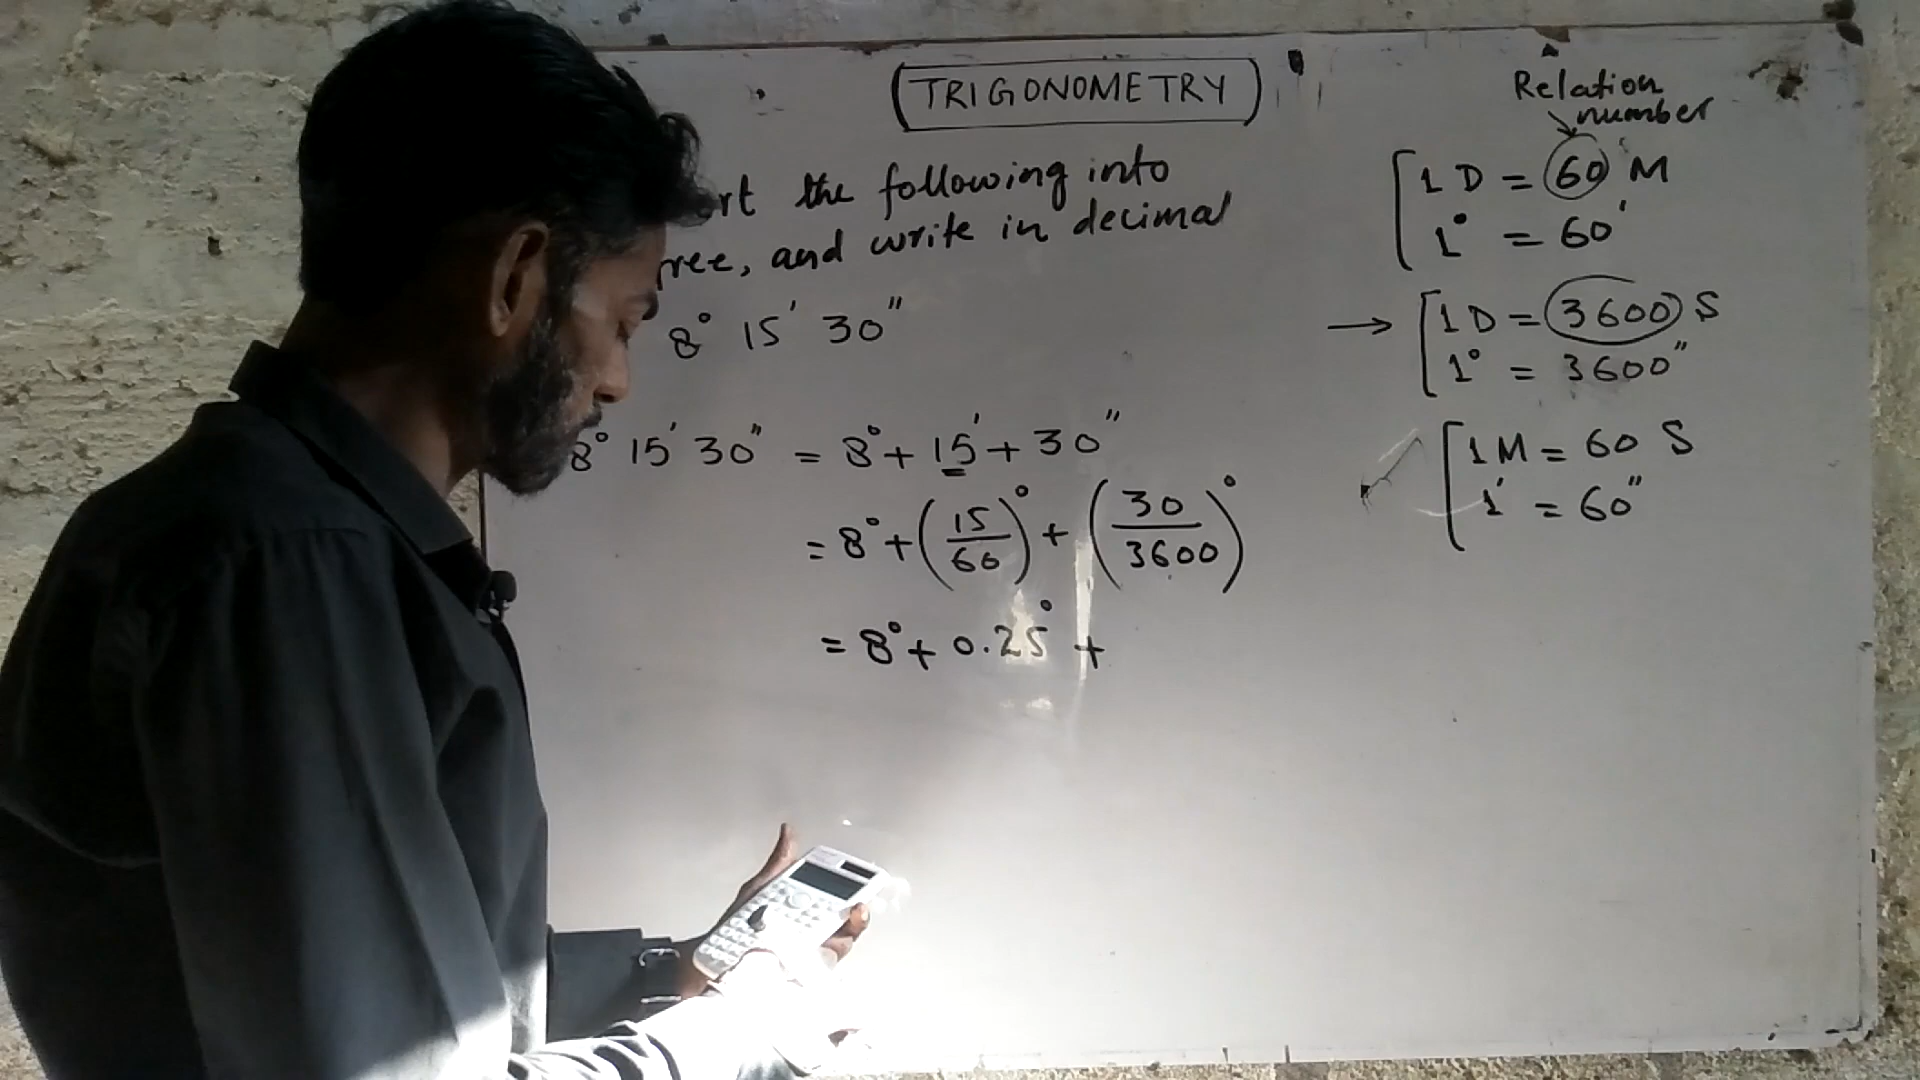 TRIGONOMETRY
the following into
and write in decimal
8° 15' 30"
8° 15' 30" = 8° + 15' + 30"
= 8° + (15/60)° + (30/3600)°
= 8° + 0.25° +
Relation
number
1 D = 60 M
1° = 60'
→ 1 D = 3600 S
1° = 3600"
1 M = 60 S
1' = 60"